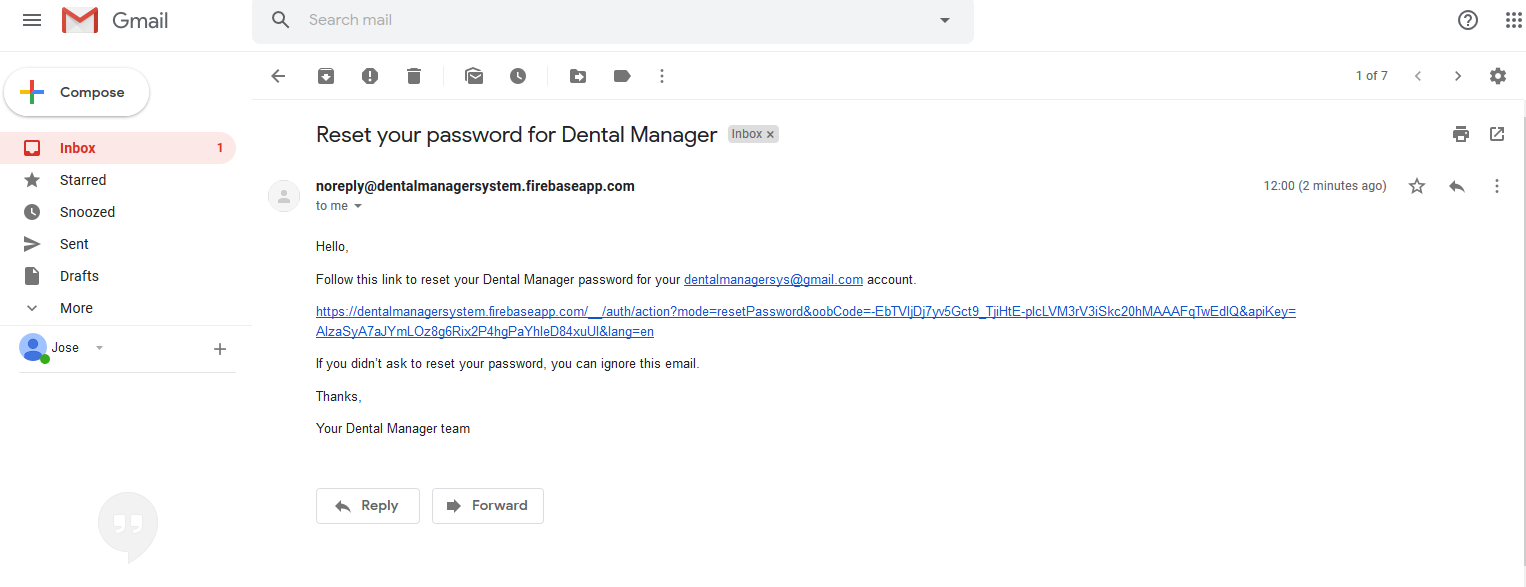 Gmail
Search mail
Compose
1 of 7
Inbox 1
Starred
Snoozed
Sent
Drafts
More
Jose
Reset your password for Dental Manager Inbox x
noreply@dentalmanagersystem.firebaseapp.com 12:00 (2 minutes ago)
to me
Hello,
Follow this link to reset your Dental Manager password for your dentalmanagersys@gmail.com account.
https://dentalmanagersystem.firebaseapp.com/__/auth/action?mode=resetPassword&oobCode=-EbTVIjDj7yv5Gct9_TjiHtE-plcLVM3rV3iSkc20hMAAAFqTwEdIQ&apiKey=
AIzaSyA7aJYmLOz8g6Rix2P4hgPaYhleD84xuUI&lang=en
If you didn't ask to reset your password, you can ignore this email.
Thanks,
Your Dental Manager team
Reply Forward